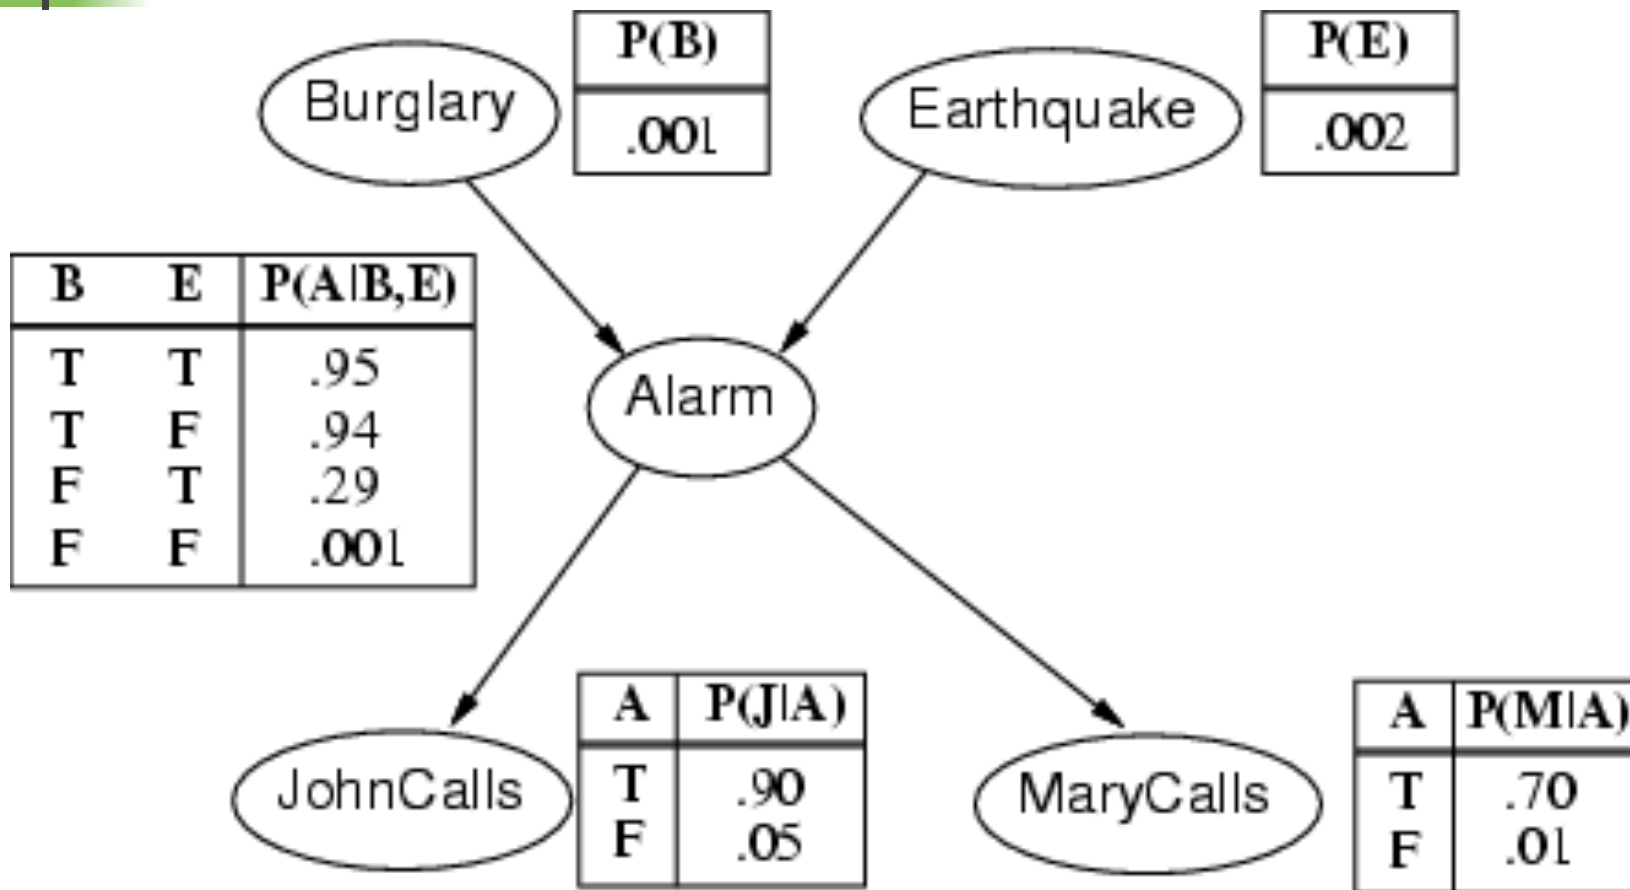 P(B)
.001
Burglary
P(E)
.002
Earthquake
B E P(A|B,E)
T T .95
T F .94
F T .29
F F .001
Alarm
A P(J|A)
T .90
F .05
JohnCalls
A P(M|A)
T .70
F .01
MaryCalls